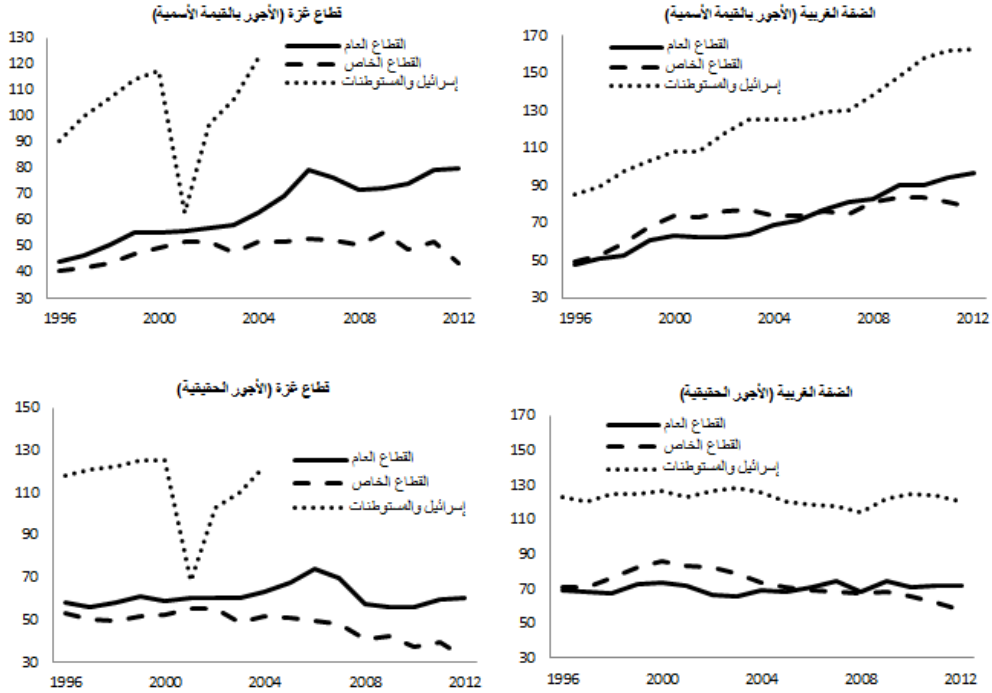 الضفة الغربية (الأجور بالقيمة الأسمية)
170
150
130
110
90
70
50
30
القطاع العام
القطاع الخاص
إسرائيل والمستوطنات
1996 2000 2004 2008 2012
قطاع غزة (الأجور بالقيمة الأسمية)
130
120
110
100
90
80
70
60
50
40
30
القطاع العام
القطاع الخاص
إسرائيل والمستوطنات
1996 2000 2004 2008 2012
الضفة الغربية (الأجور الحقيقية)
170
150
130
110
90
70
50
30
القطاع العام
القطاع الخاص
إسرائيل والمستوطنات
1996 2000 2004 2008 2012
قطاع غزة (الأجور الحقيقية)
150
130
110
90
70
50
30
القطاع العام
القطاع الخاص
إسرائيل والمستوطنات
1996 2000 2004 2008 2012